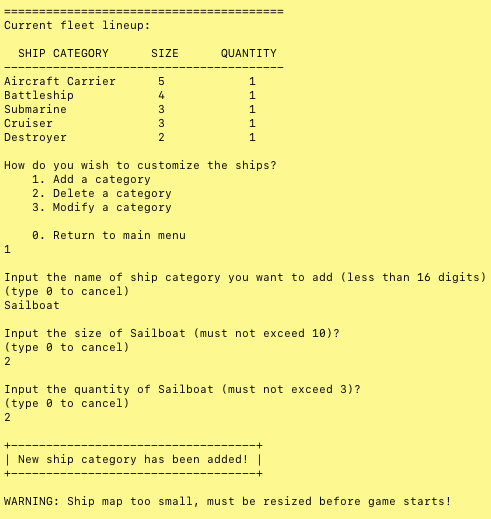 ========================================
Current fleet lineup:
  SHIP CATEGORY      SIZE      QUANTITY
----------------------------------------
Aircraft Carrier      5            1
Battleship            4            1
Submarine             3            1
Cruiser               3            1
Destroyer             2            1
How do you wish to customize the ships?
    1. Add a category
    2. Delete a category
    3. Modify a category
    0. Return to main menu
1
Input the name of ship category you want to add (less than 16 digits)
(type 0 to cancel)
Sailboat
Input the size of Sailboat (must not exceed 10)?
(type 0 to cancel)
2
Input the quantity of Sailboat (must not exceed 3)?
(type 0 to cancel)
2
+-----------------------------------+
| New ship category has been added! |
+-----------------------------------+
WARNING: Ship map too small, must be resized before game starts!